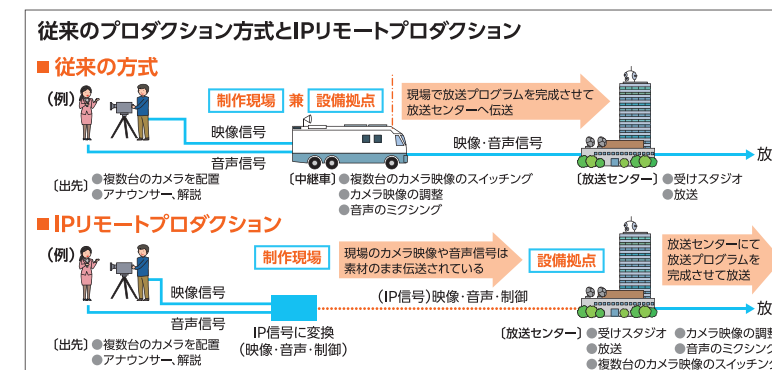 従来のプロダクション方式とIPリモートプロダクション
■ 従来の方式
(例)
制作現場 兼 設備拠点
現場で放送プログラムを完成させて
放送センターへ伝送
映像信号
音声信号
映像・音声信号
放
〔出先〕●複数台のカメラを配置
●アナウンサー、解説
〔中継車〕●複数台のカメラ映像のスイッチング
●カメラ映像の調整
●音声のミクシング
〔放送センター〕●受けスタジオ
●放送
■ IPリモートプロダクション
(例)
制作現場
現場のカメラ映像や音声信号は
素材のまま伝送されている
設備拠点
放送センターにて
放送プログラムを
完成させて放送
映像信号
音声信号
(IP信号)映像・音声・制御
放
IP信号に変換
(映像・音声・制御)
〔出先〕●複数台のカメラを配置
●アナウンサー、解説
〔放送センター〕●受けスタジオ ●カメラ映像の調整
●放送 ●音声のミクシング
●複数台のカメラ映像のスイッチング